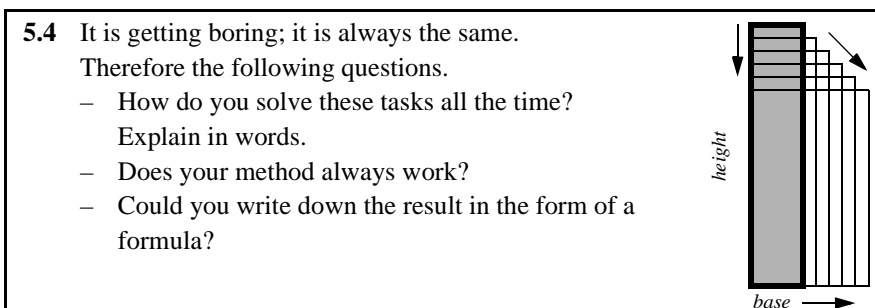 5.4 It is getting boring; it is always the same.
Therefore the following questions.
– How do you solve these tasks all the time?
Explain in words.
– Does your method always work?
– Could you write down the result in the form of a
formula?
height
base